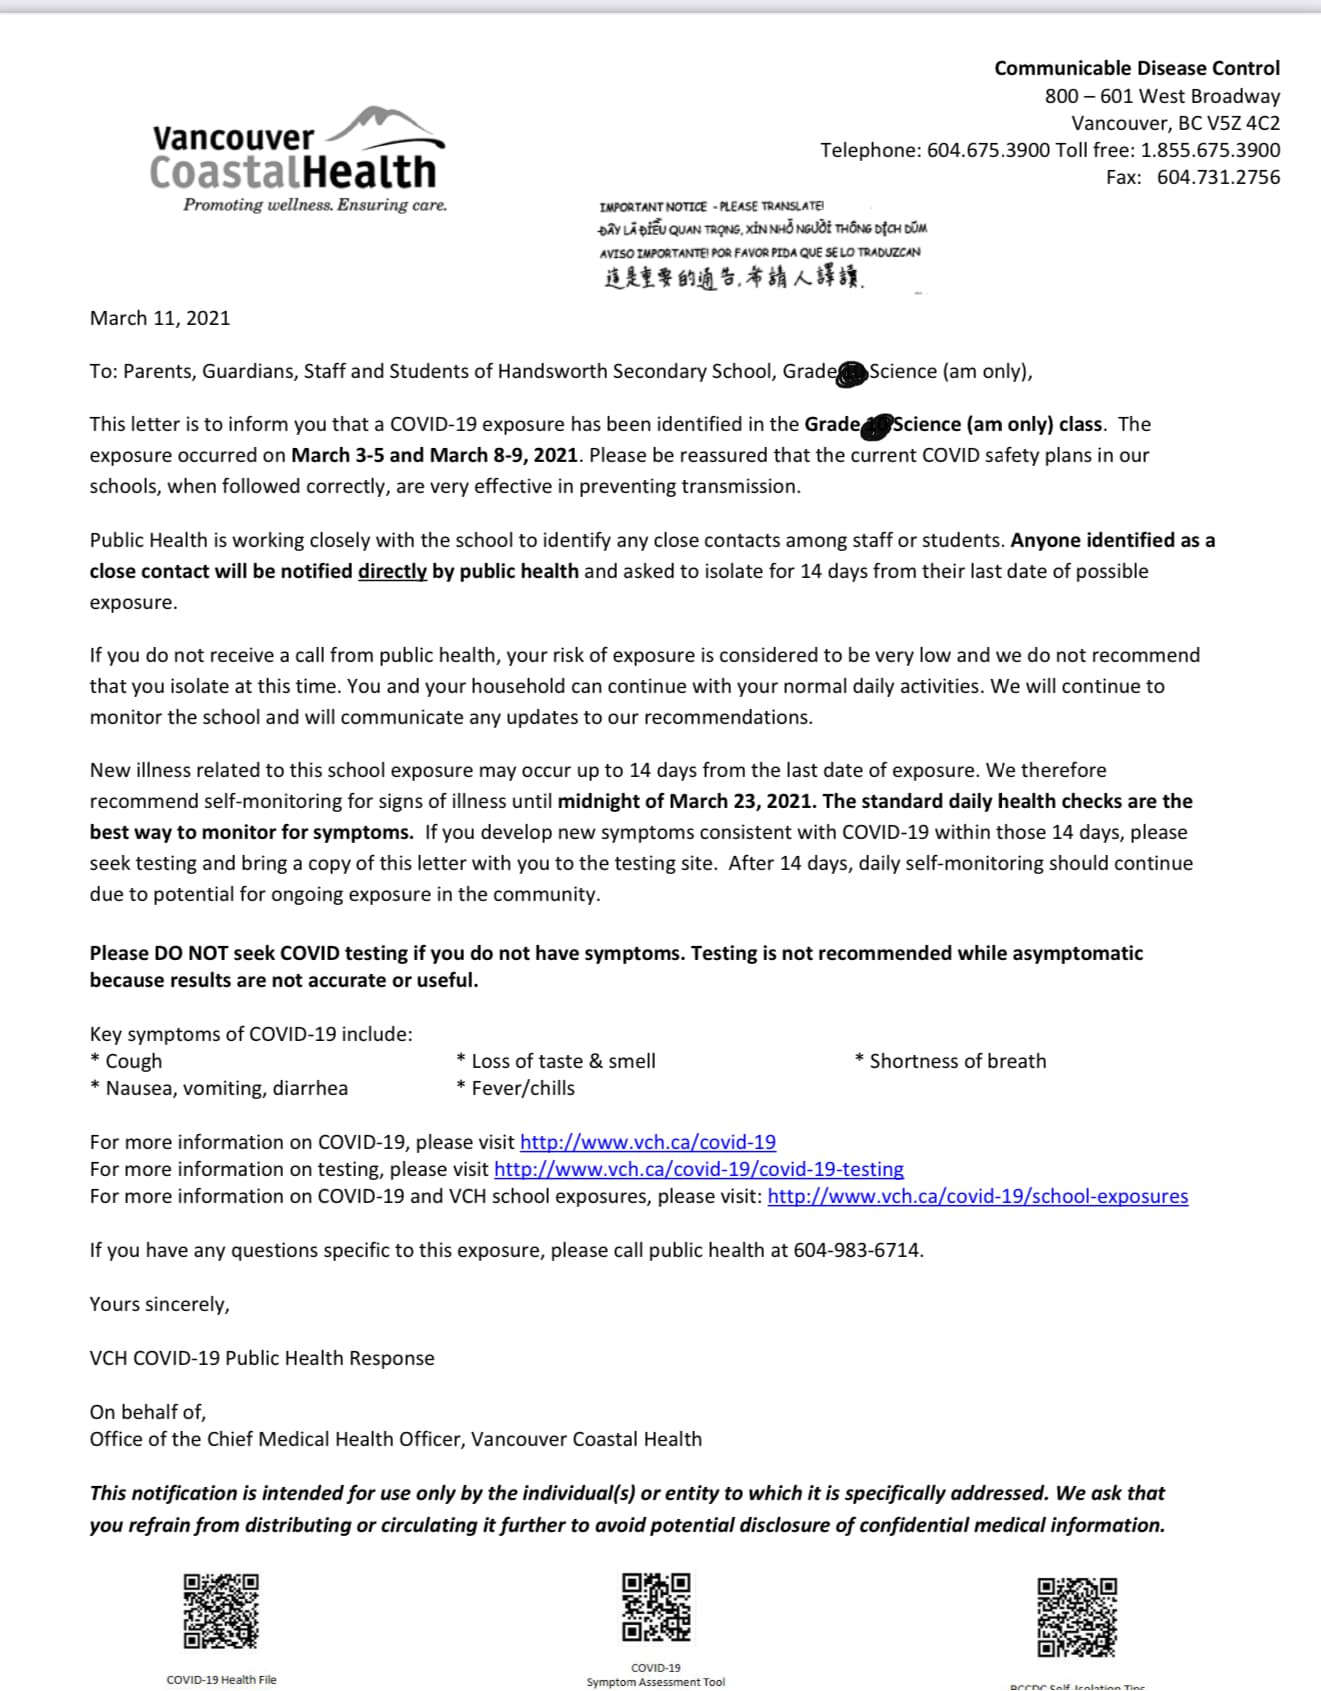 Communicable Disease Control
800 – 601 West Broadway
Vancouver, BC V5Z 4C2
Telephone: 604.675.3900 Toll free: 1.855.675.3900
Fax: 604.731.2756
Vancouver
CoastalHealth
Promoting wellness. Ensuring care.
IMPORTANT NOTICE - PLEASE TRANSLATE!
ĐÂY LÀ ĐIỀU QUAN TRỌNG, XIN NHỜ NGƯỜI THÔNG DỊCH DÙM
AVISO IMPORTANTE! POR FAVOR PIDA QUE SE LO TRADUZCAN
這是重要的通告,希請人譯讀.
March 11, 2021
To: Parents, Guardians, Staff and Students of Handsworth Secondary School, Grade Science (am only),
This letter is to inform you that a COVID-19 exposure has been identified in the Grade Science (am only) class. The
exposure occurred on March 3-5 and March 8-9, 2021. Please be reassured that the current COVID safety plans in our
schools, when followed correctly, are very effective in preventing transmission.
Public Health is working closely with the school to identify any close contacts among staff or students. Anyone identified as a
close contact will be notified directly by public health and asked to isolate for 14 days from their last date of possible
exposure.
If you do not receive a call from public health, your risk of exposure is considered to be very low and we do not recommend
that you isolate at this time. You and your household can continue with your normal daily activities. We will continue to
monitor the school and will communicate any updates to our recommendations.
New illness related to this school exposure may occur up to 14 days from the last date of exposure. We therefore
recommend self-monitoring for signs of illness until midnight of March 23, 2021. The standard daily health checks are the
best way to monitor for symptoms. If you develop new symptoms consistent with COVID-19 within those 14 days, please
seek testing and bring a copy of this letter with you to the testing site. After 14 days, daily self-monitoring should continue
due to potential for ongoing exposure in the community.
Please DO NOT seek COVID testing if you do not have symptoms. Testing is not recommended while asymptomatic
because results are not accurate or useful.
Key symptoms of COVID-19 include:
* Cough * Loss of taste & smell * Shortness of breath
* Nausea, vomiting, diarrhea * Fever/chills
For more information on COVID-19, please visit http://www.vch.ca/covid-19
For more information on testing, please visit http://www.vch.ca/covid-19/covid-19-testing
For more information on COVID-19 and VCH school exposures, please visit: http://www.vch.ca/covid-19/school-exposures
If you have any questions specific to this exposure, please call public health at 604-983-6714.
Yours sincerely,
VCH COVID-19 Public Health Response
On behalf of,
Office of the Chief Medical Health Officer, Vancouver Coastal Health
This notification is intended for use only by the individual(s) or entity to which it is specifically addressed. We ask that
you refrain from distributing or circulating it further to avoid potential disclosure of confidential medical information.
COVID-19 Health File
COVID-19
Symptom Assessment Tool
BCCDC Self-Isolation Tips